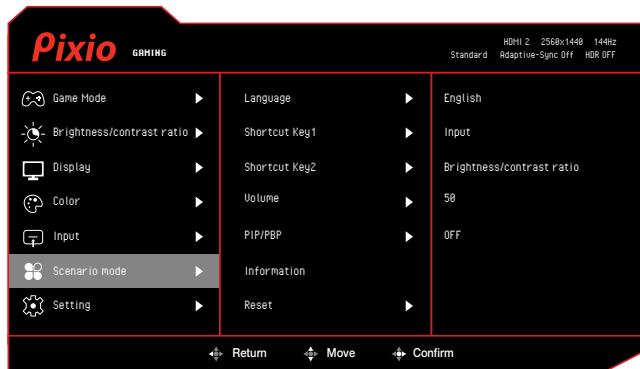 Pixio GAMING
HDMI 2 2560x1440 144Hz
Standard Adaptive-Sync Off HDR OFF
Game Mode Language English
Brightness/contrast ratio Shortcut Key1 Input
Display Shortcut Key2 Brightness/contrast ratio
Color Volume 50
Input PIP/PBP OFF
Scenario mode Information
Setting Reset
Return Move Confirm